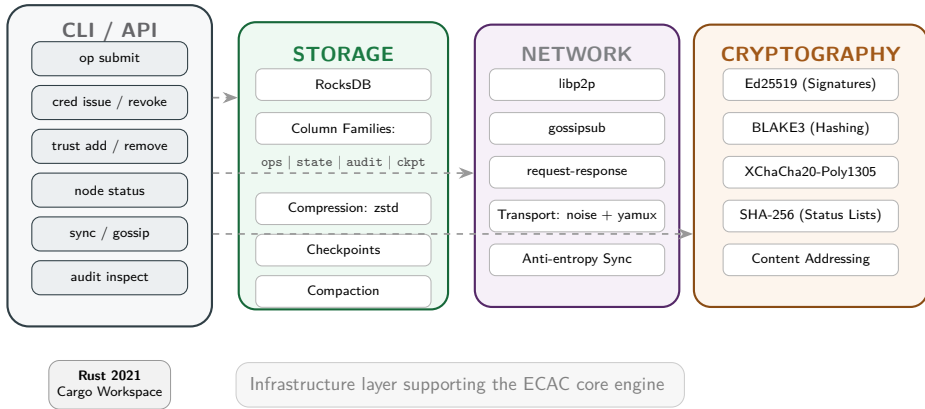 CLI / API
op submit
cred issue / revoke
trust add / remove
node status
sync / gossip
audit inspect
STORAGE
RocksDB
Column Families:
ops | state | audit | ckpt
Compression: zstd
Checkpoints
Compaction
NETWORK
libp2p
gossipsub
request-response
Transport: noise + yamux
Anti-entropy Sync
CRYPTOGRAPHY
Ed25519 (Signatures)
BLAKE3 (Hashing)
XChaCha20-Poly1305
SHA-256 (Status Lists)
Content Addressing
Rust 2021
Cargo Workspace
Infrastructure layer supporting the ECAC core engine